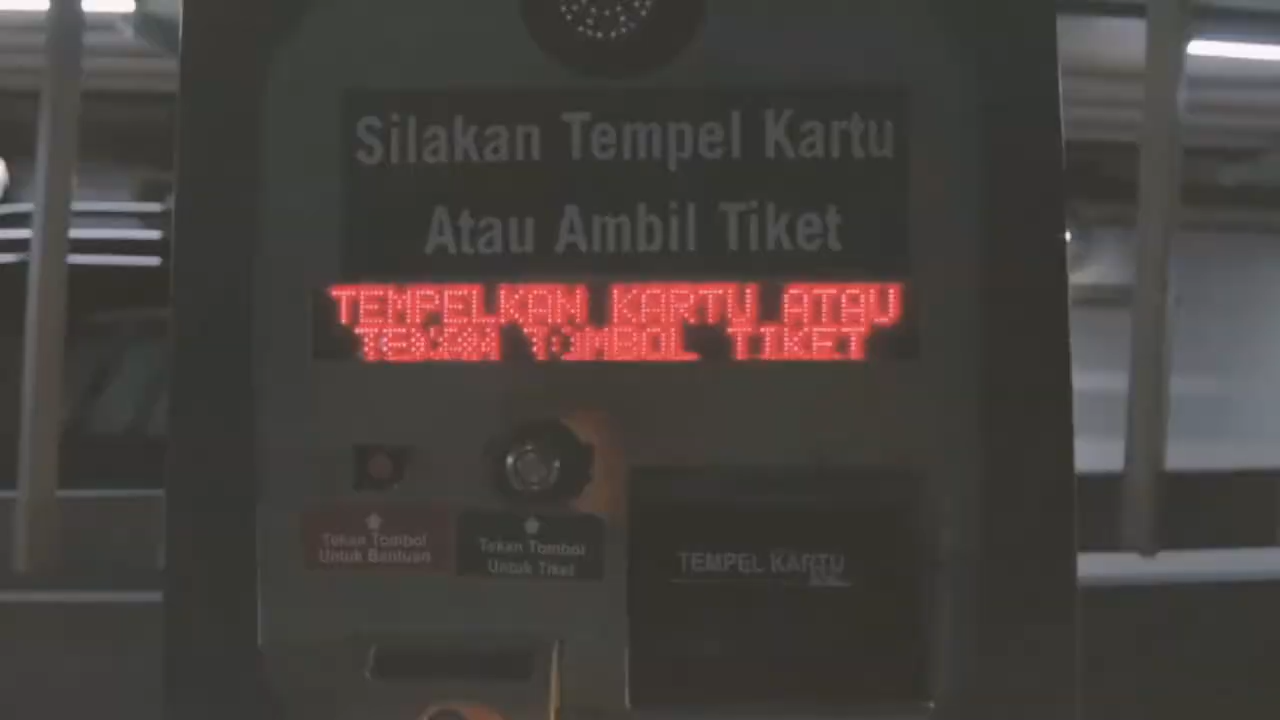 Silakan Tempel Kartu
Atau Ambil Tiket
TEMPELKAN KARTU ATAU
TEKAN TOMBOL TIKET
Tekan Tombol
Untuk Bantuan
Tekan Tombol
Untuk Tiket
TEMPEL KARTU